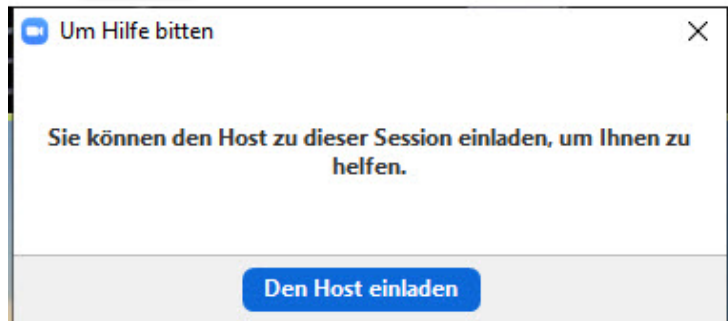 Um Hilfe bitten
Sie können den Host zu dieser Session einladen, um Ihnen zu
helfen.
Den Host einladen